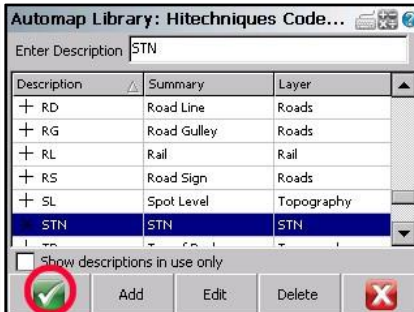 Automap Library: Hitechniques Code...
Enter Description STN
Description Summary Layer
RD Road Line Roads
RG Road Gulley Roads
RL Rail Rail
RS Road Sign Roads
SL Spot Level Topography
STN STN STN
Show descriptions in use only
Add Edit Delete